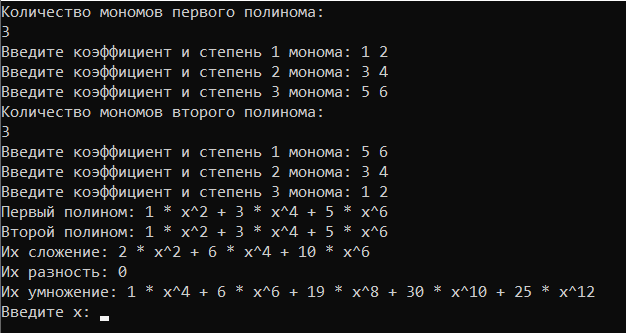 Количество мономов первого полинома:
3
Введите коэффициент и степень 1 монома: 1 2
Введите коэффициент и степень 2 монома: 3 4
Введите коэффициент и степень 3 монома: 5 6
Количество мономов второго полинома:
3
Введите коэффициент и степень 1 монома: 5 6
Введите коэффициент и степень 2 монома: 3 4
Введите коэффициент и степень 3 монома: 1 2
Первый полином: 1 * x^2 + 3 * x^4 + 5 * x^6
Второй полином: 1 * x^2 + 3 * x^4 + 5 * x^6
Их сложение: 2 * x^2 + 6 * x^4 + 10 * x^6
Их разность: 0
Их умножение: 1 * x^4 + 6 * x^6 + 19 * x^8 + 30 * x^10 + 25 * x^12
Введите x: